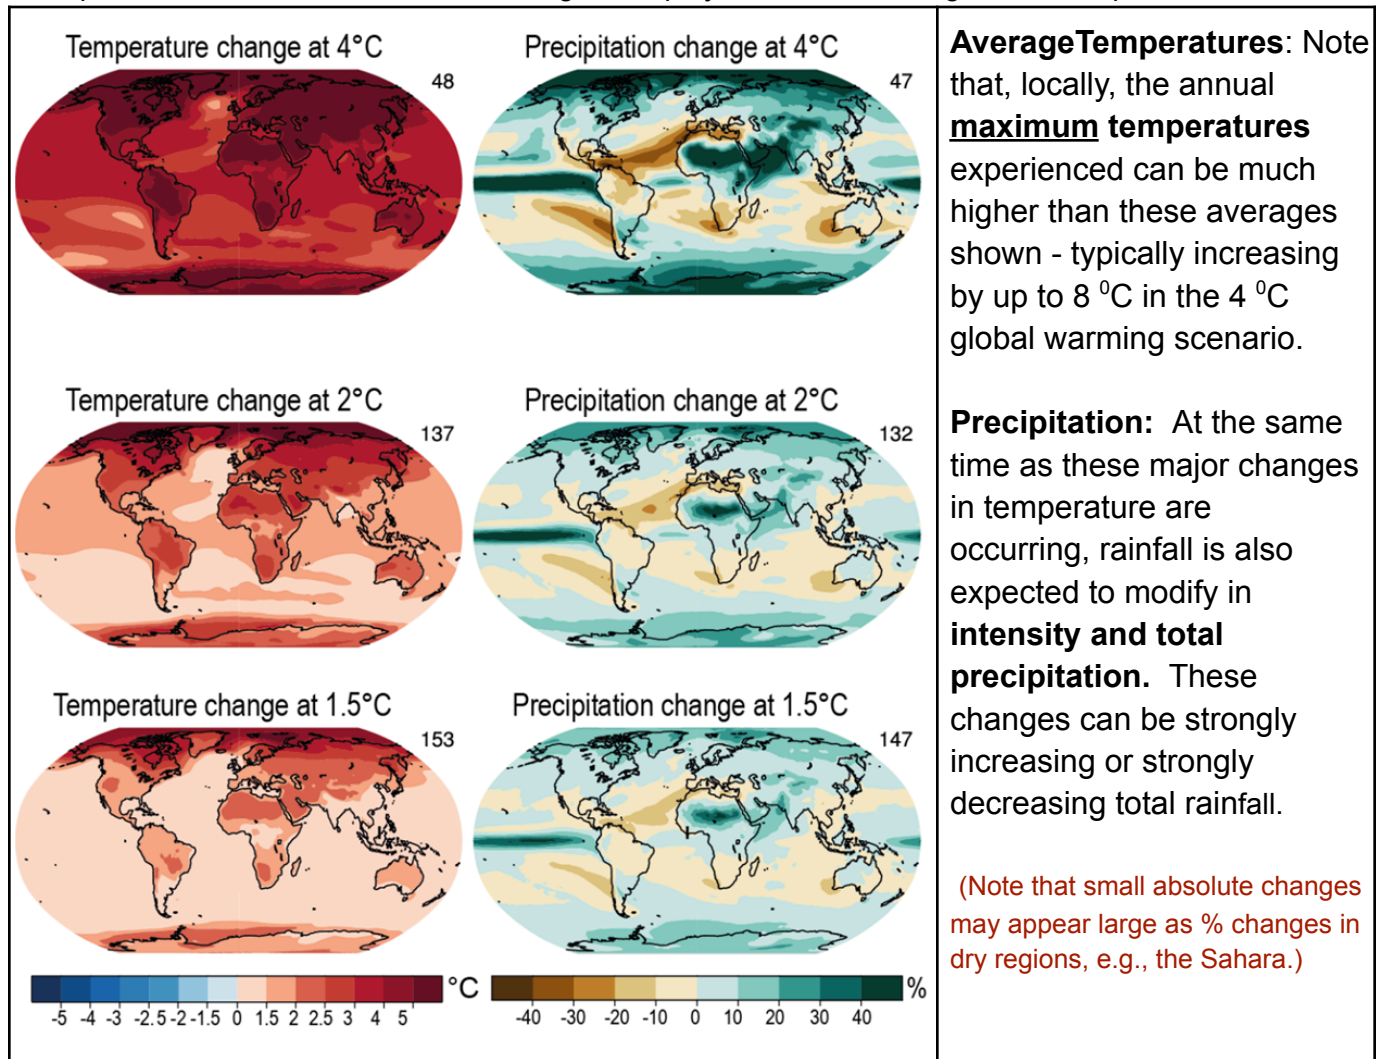 Temperature change at 4°C
48
Precipitation change at 4°C
47
Temperature change at 2°C
137
Precipitation change at 2°C
132
Temperature change at 1.5°C
153
Precipitation change at 1.5°C
147
-5 -4 -3 -2.5 -2 -1.5 0 1.5 2 2.5 3 4 5
°C
-40 -30 -20 -10 0 10 20 30 40
%
AverageTemperatures: Note
that, locally, the annual
maximum temperatures
experienced can be much
higher than these averages
shown - typically increasing
by up to 8 ⁰C in the 4 ⁰C
global warming scenario.
Precipitation: At the same
time as these major changes
in temperature are
occurring, rainfall is also
expected to modify in
intensity and total
precipitation. These
changes can be strongly
increasing or strongly
decreasing total rainfall.
(Note that small absolute changes
may appear large as % changes in
dry regions, e.g., the Sahara.)